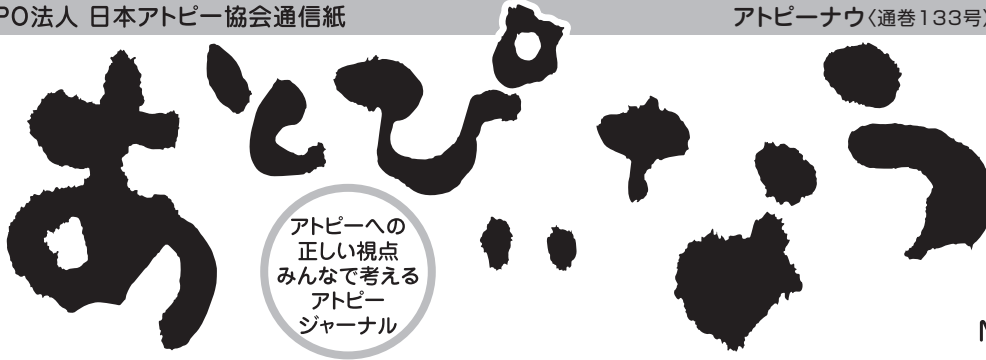 PO法人 日本アトピー協会通信紙
アトピーナウ〈通巻133号〉
あとぴいなう
アトピーへの
正しい視点
みんなで考える
アトピー
ジャーナル